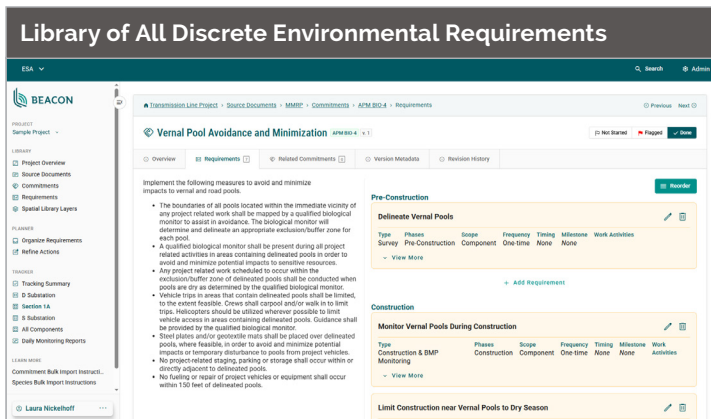 Library of All Discrete Environmental Requirements
ESA
Search
Admin
BEACON
PROJECT
Sample Project
LIBRARY
Project Overview
Source Documents
Commitments
Requirements
Spatial Library Layers
PLANNER
Organize Requirements
Refine Actions
TRACKER
Tracking Summary
D Substation
Section 1A
S Substation
All Components
Daily Monitoring Reports
LEARN MORE
Commitment Bulk Import Instructi...
Species Bulk Import Instructions
Laura Nickelhoff
Transmission Line Project › Source Documents › MMRP › Commitments › APM BIO-4 › Requirements
Previous Next
Vernal Pool Avoidance and Minimization APM BIO-4 v. 1
Not Started
Flagged
Done
Overview
Requirements 7
Related Commitments
Version Metadata
Revision History
Implement the following measures to avoid and minimize
impacts to vernal and road pools.
• The boundaries of all pools located within the immediate vicinity of
any project related work shall be mapped by a qualified biological
monitor to assist in avoidance. The biological monitor will
determine and delineate an appropriate exclusion/buffer zone for
each pool.
• A qualified biological monitor shall be present during all project
related activities in areas containing delineated pools in order to
avoid and minimize potential impacts to sensitive resources.
• Any project related work scheduled to occur within the
exclusion/buffer zone of delineated pools shall be conducted when
pools are dry as determined by the qualified biological monitor.
• Vehicle trips in areas that contain delineated pools shall be limited,
to the extent feasible. Crews shall carpool and/or walk in to limit
trips. Helicopters should be utilized wherever possible to limit
vehicle access in areas containing delineated pools. Guidance shall
be provided by the qualified biological monitor.
• Steel plates and/or geotextile mats shall be placed over delineated
pools, where feasible, in order to avoid and minimize potential
impacts or temporary disturbance to pools from project vehicles.
• No project-related staging, parking or storage shall occur within or
directly adjacent to delineated pools.
• No fueling or repair of project vehicles or equipment shall occur
within 150 feet of delineated pools.
Reorder
Pre-Construction
Delineate Vernal Pools
Type Phases Scope Frequency Timing Milestone Work Activities
Survey Pre-Construction Component One-time None None
View More
+ Add Requirement
Construction
Monitor Vernal Pools During Construction
Type Phases Scope Frequency Timing Milestone Work
Construction & BMP Construction Component One-time None None Activities
Monitoring
View More
Limit Construction near Vernal Pools to Dry Season